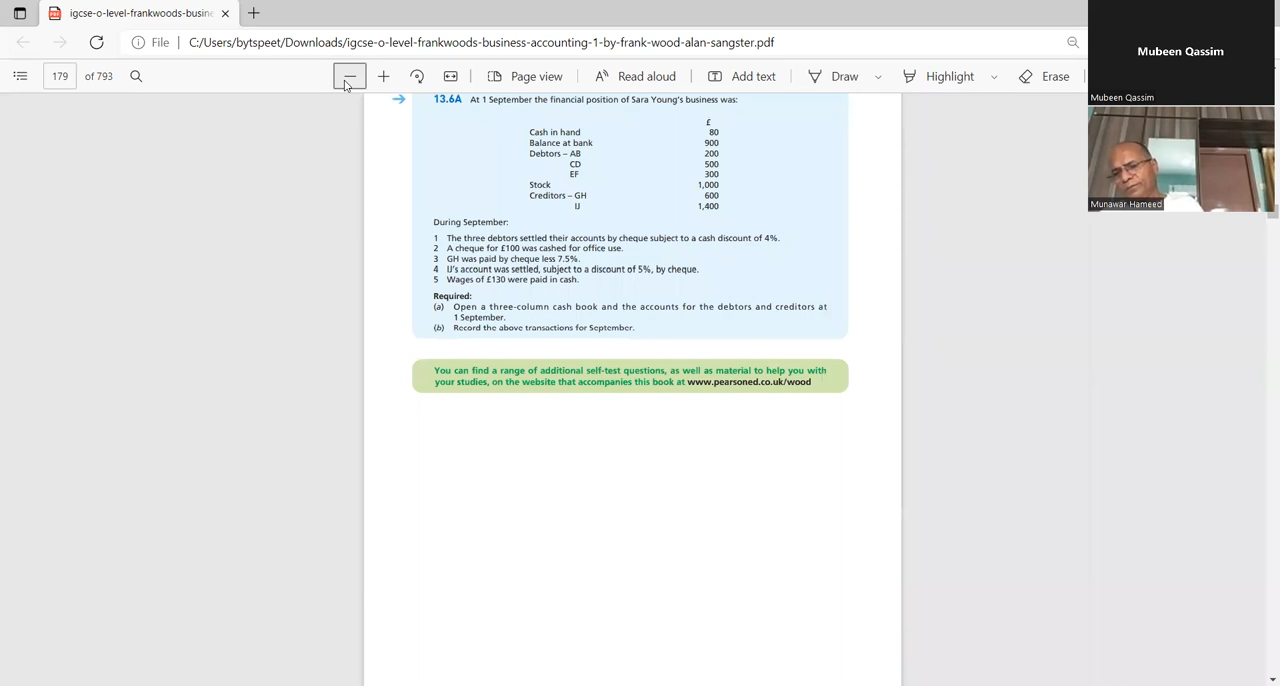 igcse-o-level-frankwoods-busine
File
C:/Users/bytspeet/Downloads/igcse-o-level-frankwoods-business-accounting-1-by-frank-wood-alan-sangster.pdf
179 of 793
Page view
Read aloud
Add text
Draw
Highlight
Erase
Mubeen Qassim
Mubeen Qassim
Munawar Hameed
13.6A At 1 September the financial position of Sara Young's business was:
£
Cash in hand 80
Balance at bank 900
Debtors – AB 200
CD 500
EF 300
Stock 1,000
Creditors – GH 600
IJ 1,400
During September:
1 The three debtors settled their accounts by cheque subject to a cash discount of 4%.
2 A cheque for £100 was cashed for office use.
3 GH was paid by cheque less 7.5%.
4 IJ's account was settled, subject to a discount of 5%, by cheque.
5 Wages of £130 were paid in cash.
Required:
(a) Open a three-column cash book and the accounts for the debtors and creditors at
1 September.
(b) Record the above transactions for September.
You can find a range of additional self-test questions, as well as material to help you with
your studies, on the website that accompanies this book at www.pearsoned.co.uk/wood